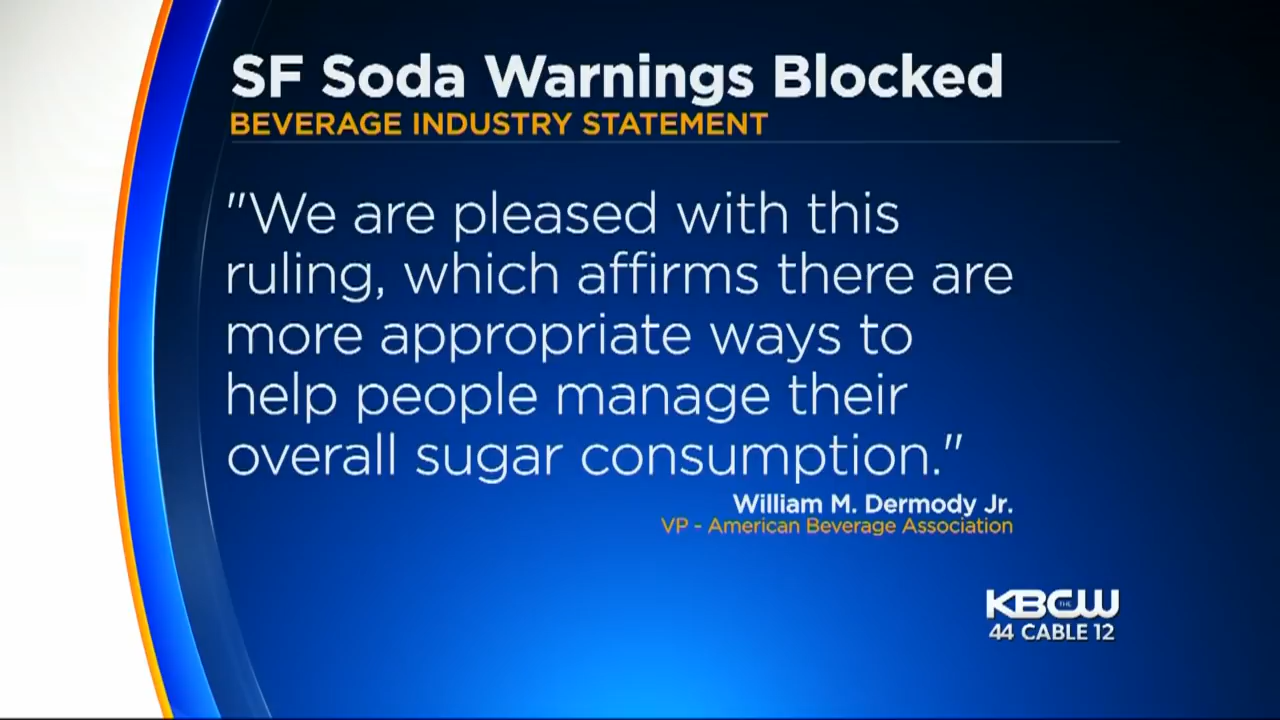 SF Soda Warnings Blocked
BEVERAGE INDUSTRY STATEMENT
"We are pleased with this
ruling, which affirms there are
more appropriate ways to
help people manage their
overall sugar consumption."
William M. Dermody Jr.
VP - American Beverage Association
KBCW THE
44 CABLE 12